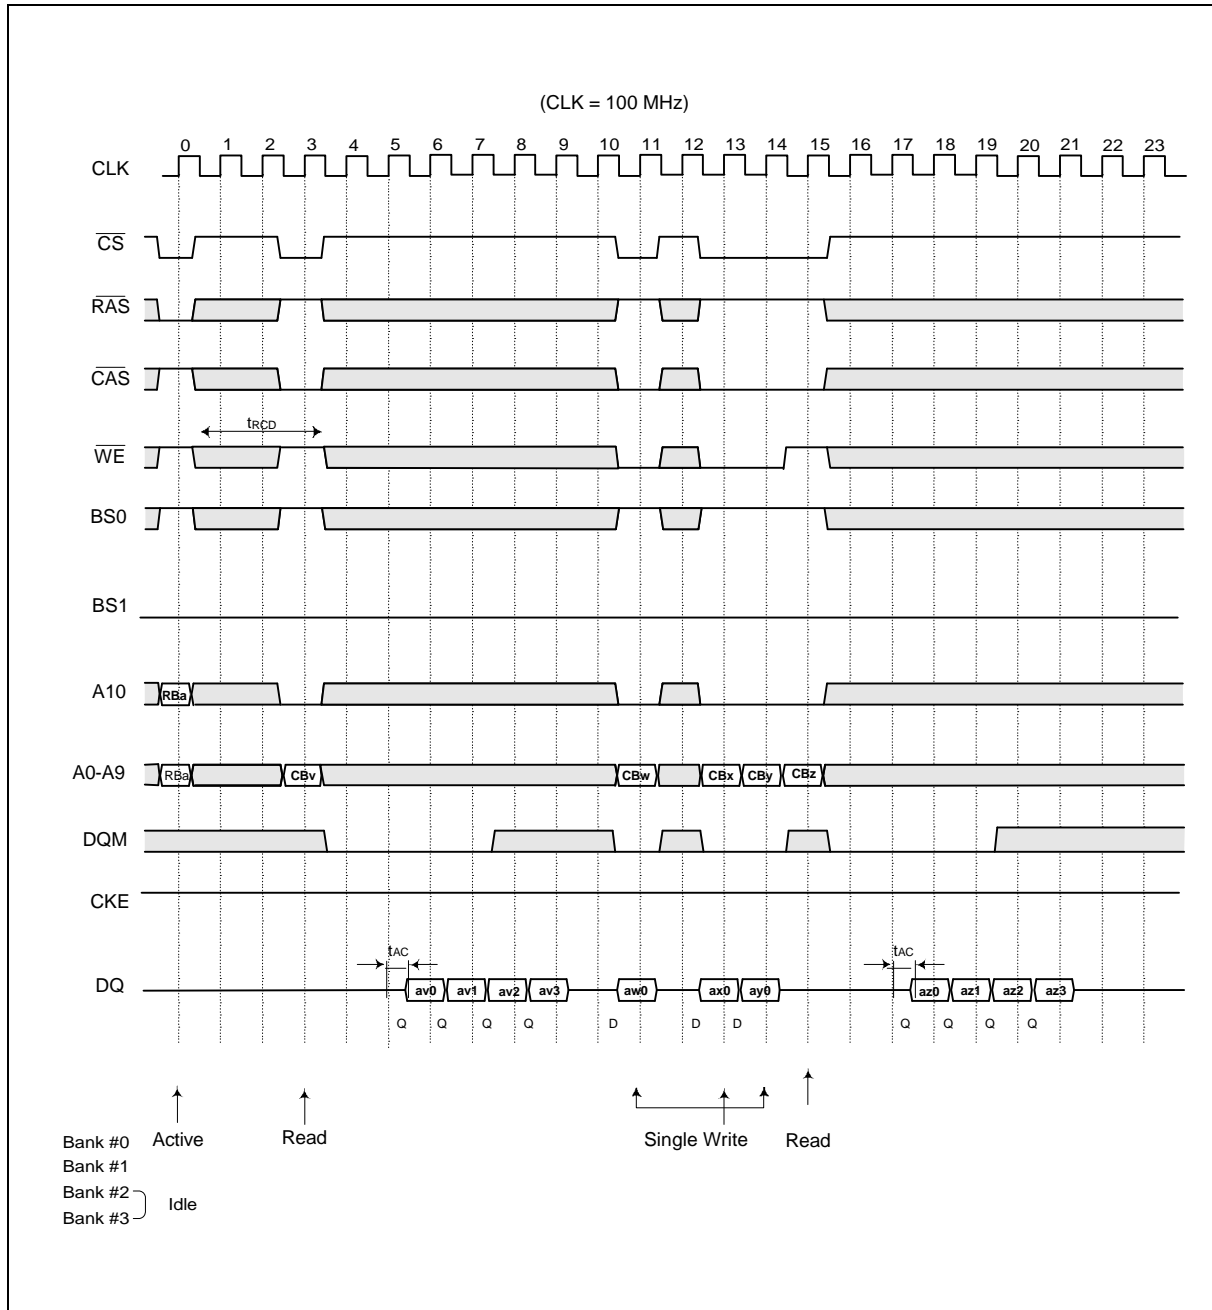 (CLK = 100 MHz)
0 1 2 3 4 5 6 7 8 9 10 11 12 13 14 15 16 17 18 19 20 21 22 23
CLK
CS
RAS
CAS
tRCD
WE
BS0
BS1
A10 RBa
A0-A9 RBa CBv CBw CBx CBy CBz
DQM
CKE
tAC tAC
DQ av0 av1 av2 av3 aw0 ax0 ay0 az0 az1 az2 az3
Q Q Q Q D D D Q Q Q Q
Bank #0 Active Read Single Write Read
Bank #1
Bank #2
Idle
Bank #3